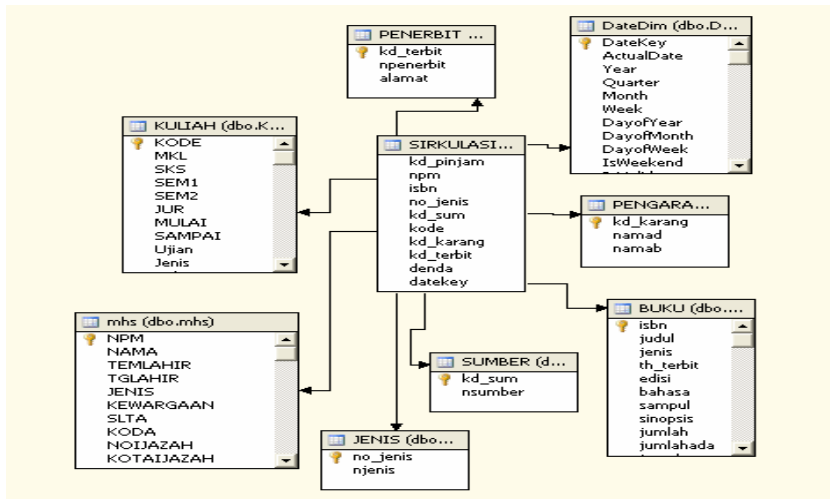 PENERBIT ...
kd_terbit
npenerbit
alamat
DateDim (dbo.D...
DateKey
ActualDate
Year
Quarter
Month
Week
DayofYear
DayofMonth
DayofWeek
IsWeekend
KULIAH (dbo.K...
KODE
MKL
SKS
SEM1
SEM2
JUR
MULAI
SAMPAI
Ujian
Jenis
SIRKULASI...
kd_pinjam
npm
isbn
no_jenis
kd_sum
kode
kd_karang
kd_terbit
denda
datekey
PENGARA...
kd_karang
namad
namab
BUKU (dbo....
isbn
judul
jenis
th_terbit
edisi
bahasa
sampul
sinopsis
jumlah
jumlahada
mhs (dbo.mhs)
NPM
NAMA
TEMLAHIR
TGLAHIR
JENIS
KEWARGAAN
SLTA
KODA
NOIJAZAH
KOTAIJAZAH
SUMBER (d...
kd_sum
nsumber
JENIS (dbo...
no_jenis
njenis